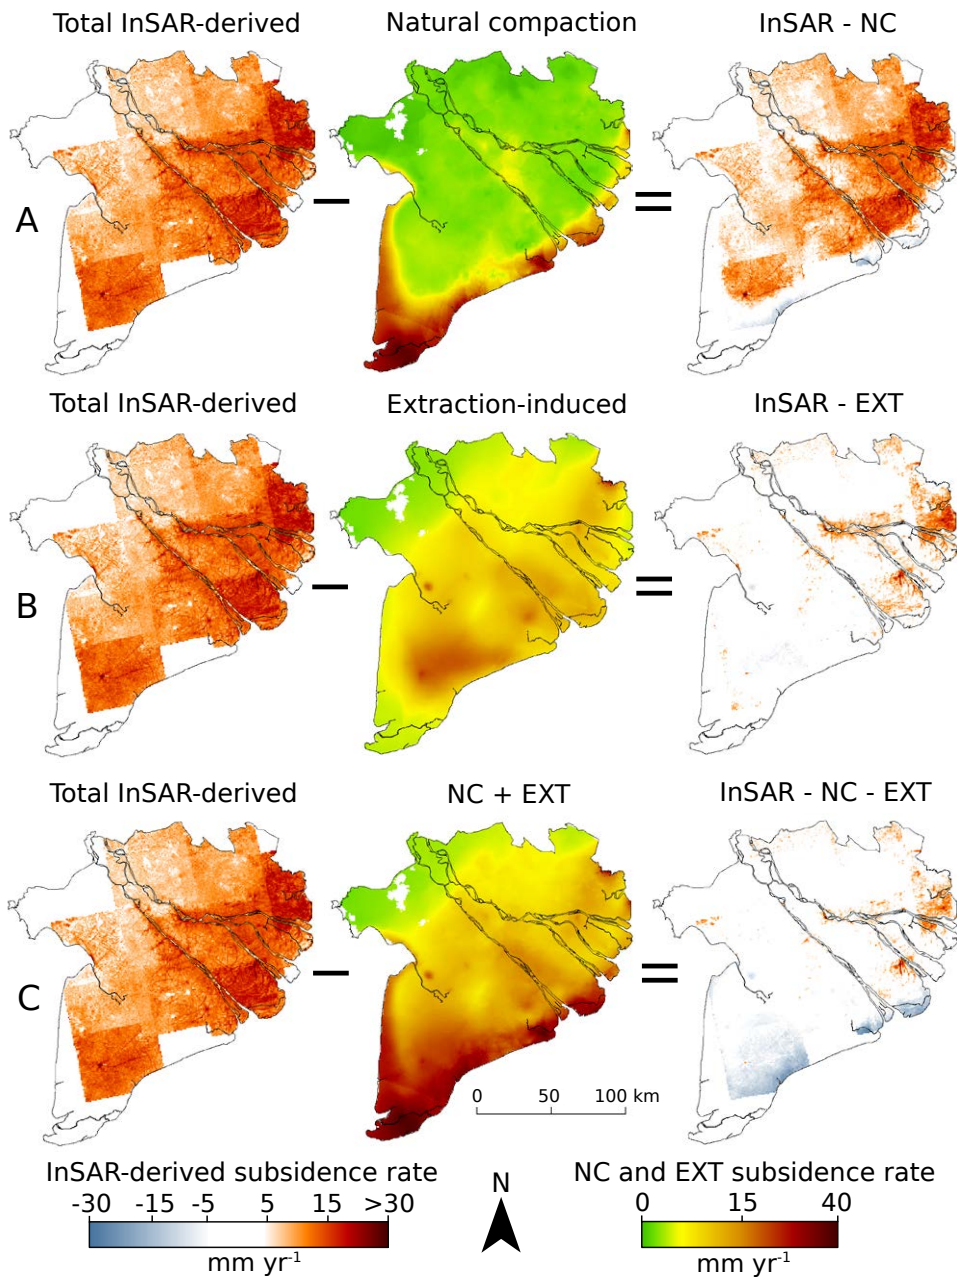 Total InSAR-derived Natural compaction InSAR - NC
A − =
Total InSAR-derived Extraction-induced InSAR - EXT
B − =
Total InSAR-derived NC + EXT InSAR - NC - EXT
C − =
0 50 100 km
InSAR-derived subsidence rate N NC and EXT subsidence rate
-30 -15 -5 5 15 >30 0 15 40
mm yr⁻¹ mm yr⁻¹